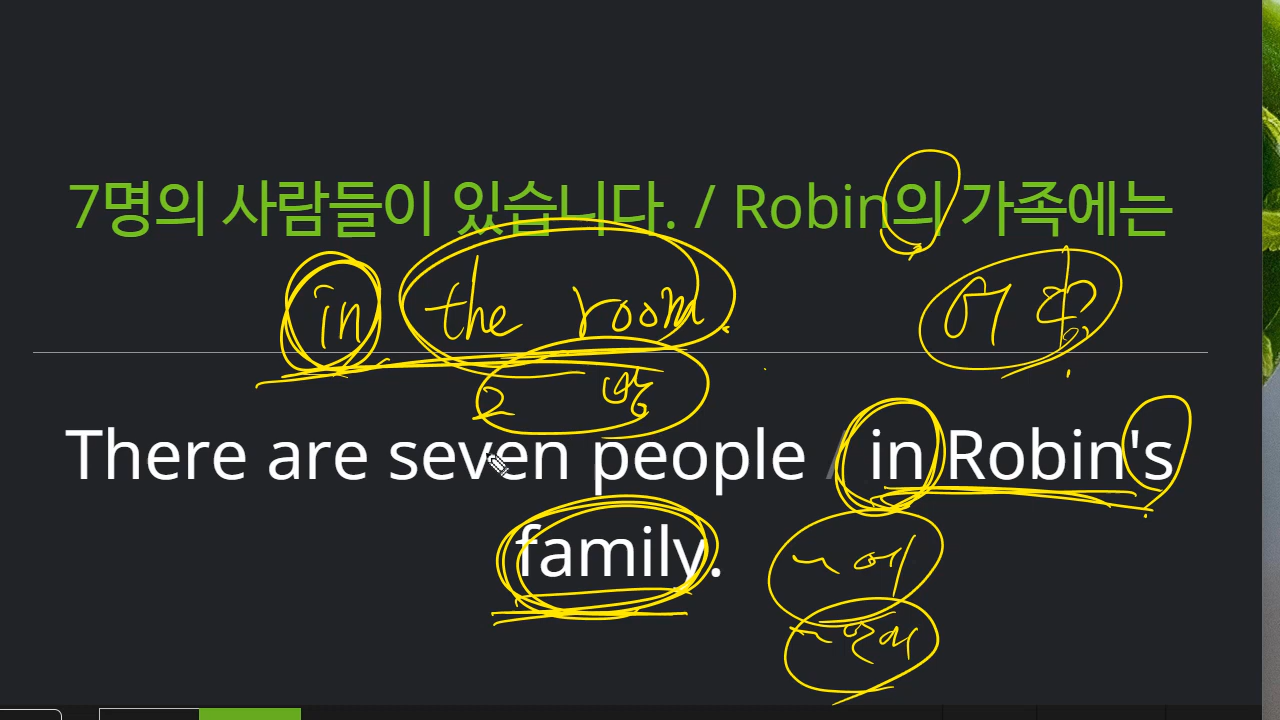 7명의 사람들이 있습니다. / Robin의 가족에는
in the room.
There are seven people / in Robin's
family.
~에